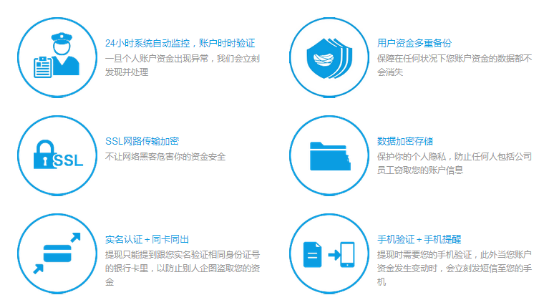 24小时系统自动监控，账户时时验证
一旦个人账户资金出现异常，我们会立刻
发现并处理
用户资金多重备份
保障在任何状况下您账户资金的数据都不
会消失
SSL
SSL网路传输加密
不让网络黑客危害你的资金安全
数据加密存储
保护你的个人隐私，防止任何人包括公司
员工窃取您的账户信息
实名认证＋同卡同出
提现只能提到跟您实名验证相同身份证号
的银行卡里，以防止别人企图盗取您的资
金
手机验证＋手机提醒
提现时需要您的手机验证，此外当您账户
资金发生变动时，会立刻发短信至您的手
机